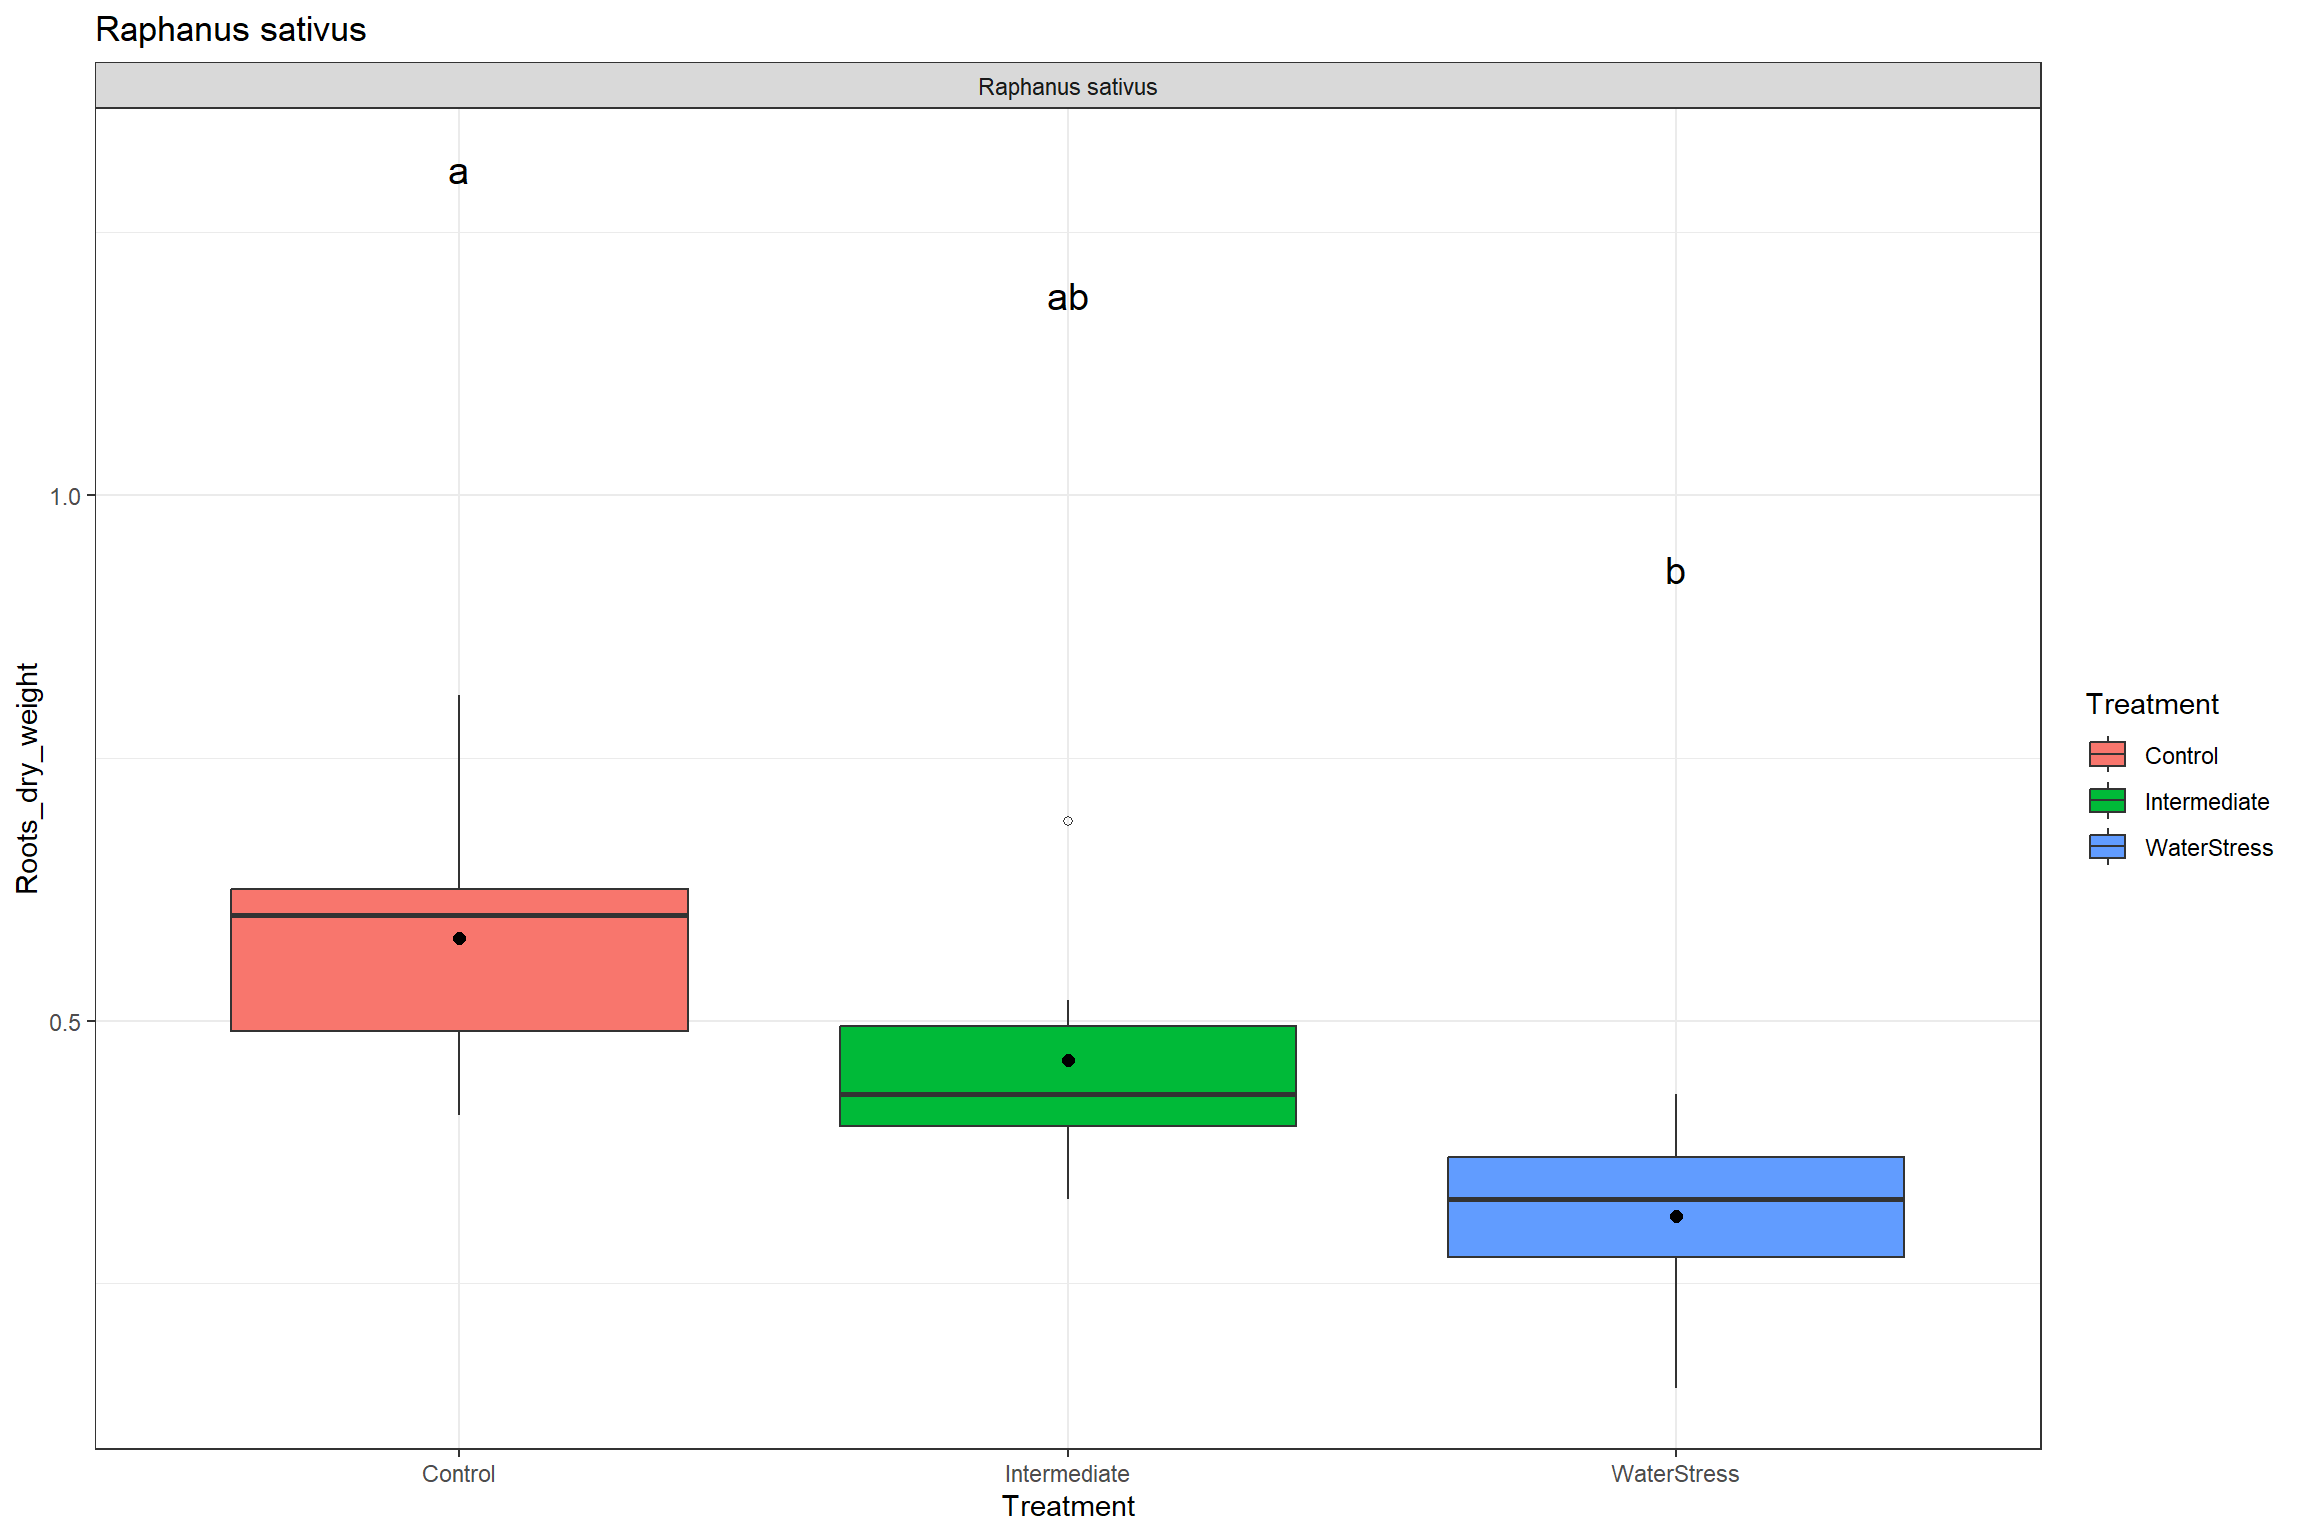 Raphanus sativus
Raphanus sativus
a
ab
b
1.0
0.5
Roots_dry_weight
Control
Intermediate
WaterStress
Treatment
Treatment
Control
Intermediate
WaterStress